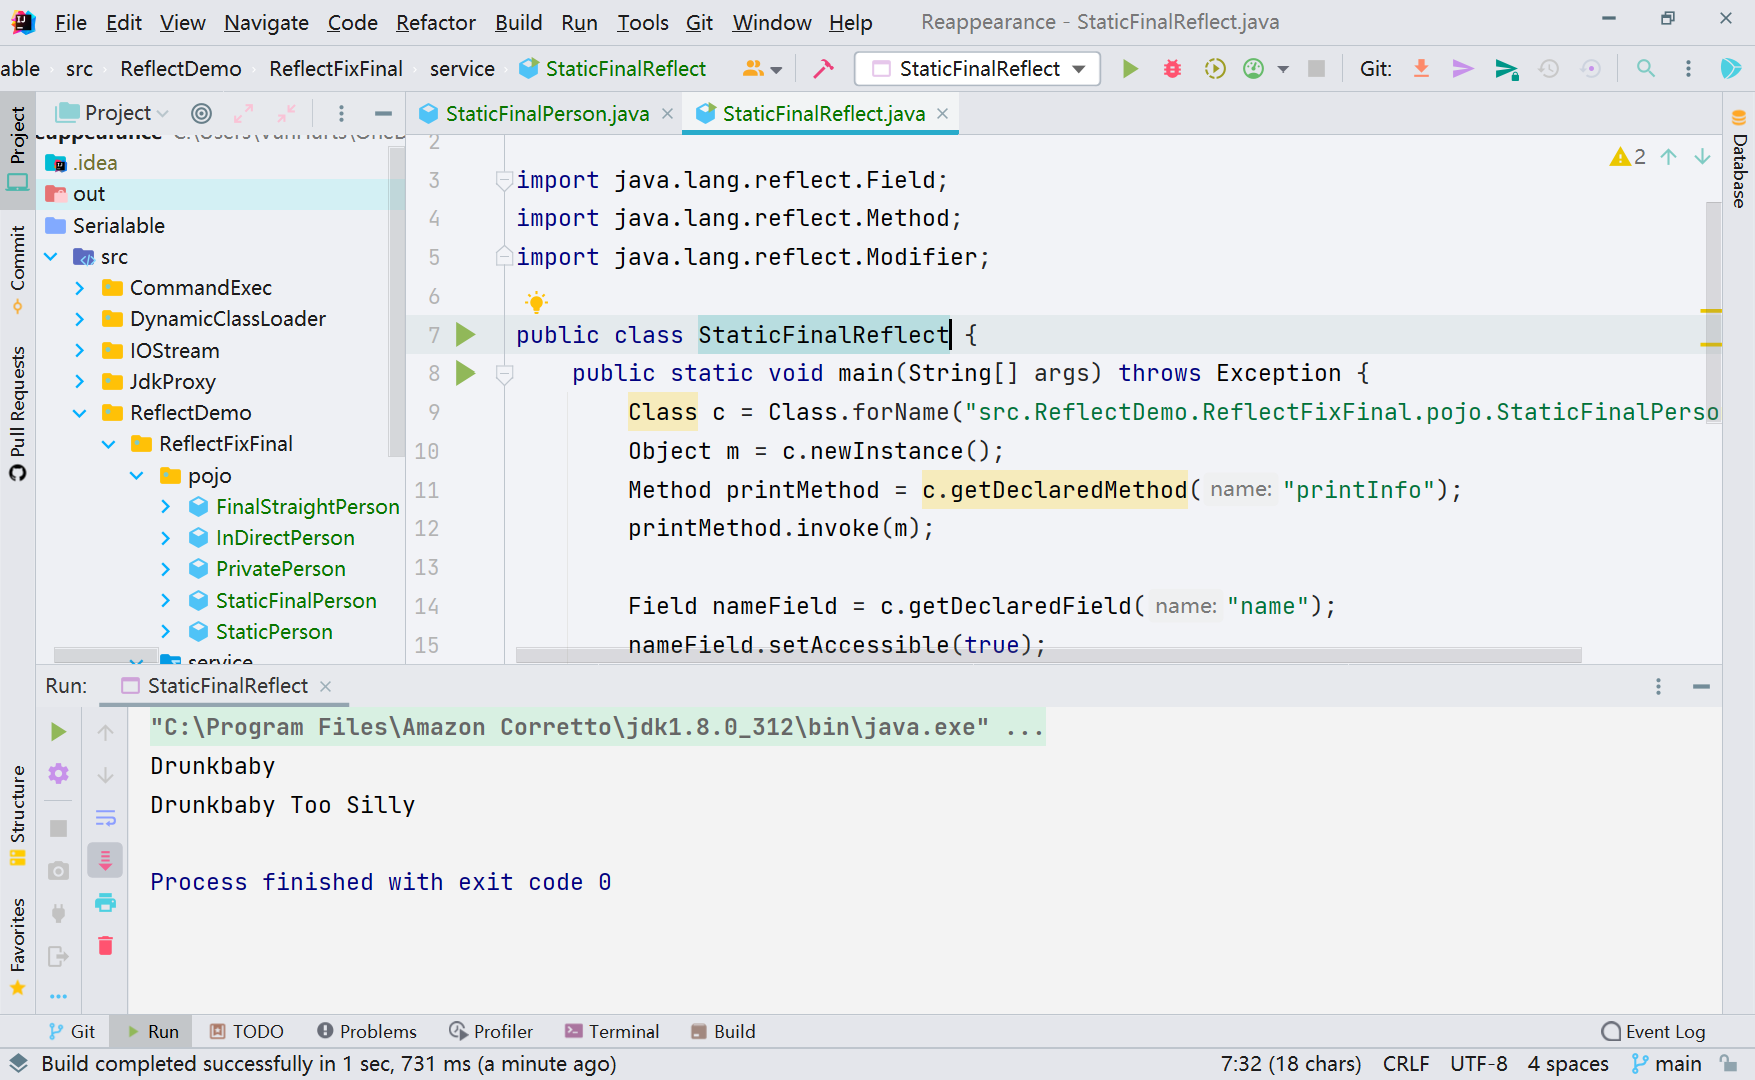 File Edit View Navigate Code Refactor Build Run Tools Git Window Help Reappearance - StaticFinalReflect.java
able src ReflectDemo ReflectFixFinal service StaticFinalReflect StaticFinalReflect Git:
Project
StaticFinalPerson.java StaticFinalReflect.java
.idea
out
Serialable
src
CommandExec
DynamicClassLoader
IOStream
JdkProxy
ReflectDemo
ReflectFixFinal
pojo
FinalStraightPerson
InDirectPerson
PrivatePerson
StaticFinalPerson
StaticPerson
service
Project
Commit
Pull Requests
Structure
Favorites
Database
2
2
3 import java.lang.reflect.Field;
4 import java.lang.reflect.Method;
5 import java.lang.reflect.Modifier;
6
7 public class StaticFinalReflect {
8 public static void main(String[] args) throws Exception {
9 Class c = Class.forName("src.ReflectDemo.ReflectFixFinal.pojo.StaticFinalPerso
10 Object m = c.newInstance();
11 Method printMethod = c.getDeclaredMethod( name: "printInfo");
12 printMethod.invoke(m);
13
14 Field nameField = c.getDeclaredField( name: "name");
15 nameField.setAccessible(true);
Run: StaticFinalReflect
"C:\Program Files\Amazon Corretto\jdk1.8.0_312\bin\java.exe" ...
Drunkbaby
Drunkbaby Too Silly
Process finished with exit code 0
Git Run TODO Problems Profiler Terminal Build Event Log
Build completed successfully in 1 sec, 731 ms (a minute ago) 7:32 (18 chars) CRLF UTF-8 4 spaces main